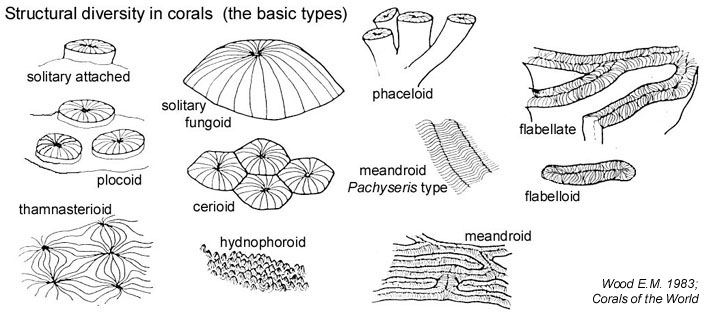 Structural diversity in corals (the basic types)
solitary attached
solitary
fungoid
phaceloid
flabellate
plocoid
cerioid
meandroid
Pachyseris type
flabelloid
thamnasterioid
hydnophoroid
meandroid
Wood E.M. 1983;
Corals of the World